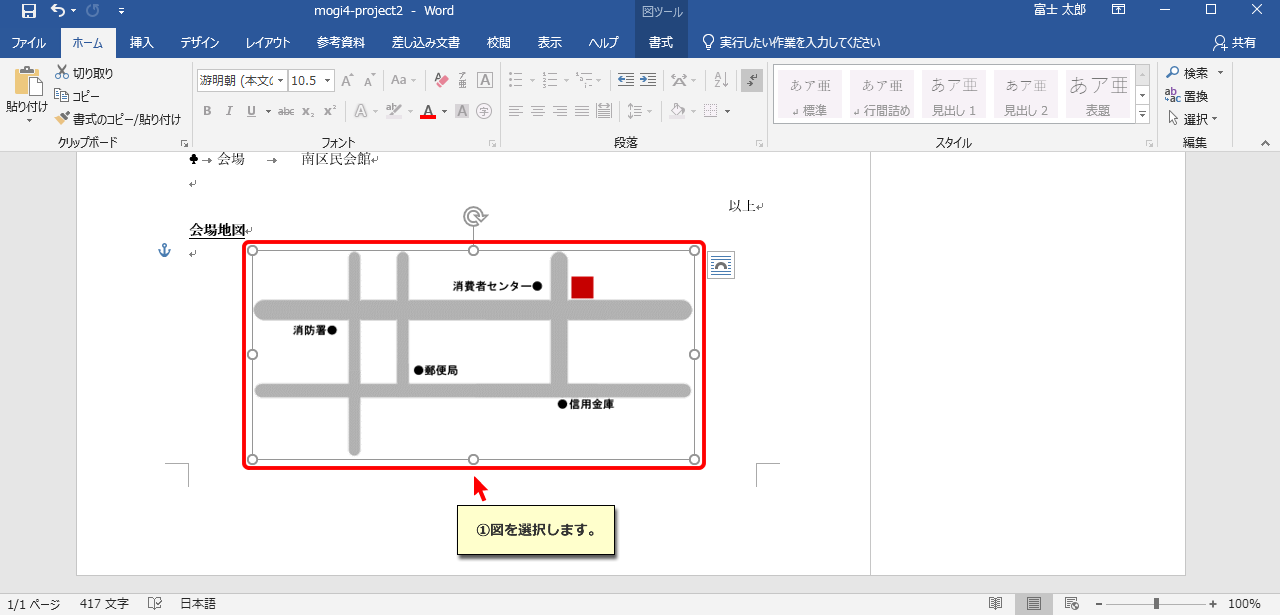 mogi4-project2 - Word
図ツール
富士 太郎
ファイル ホーム 挿入 デザイン レイアウト 参考資料 差し込み文書 校閲 表示 ヘルプ 書式 実行したい作業を入力してください 共有
貼り付け
切り取り
コピー
書式のコピー/貼り付け
クリップボード
游明朝 (本文の 10.5 A A Aa A
B I U abc x₂ x² A ab A A 字
フォント
段落
あア亜 標準
あア亜 行間詰め
あア亜 見出し 1
あア亜 見出し 2
あア亜 表題
スタイル
検索
置換
選択
編集
♣→会場 → 南区民会館↵
↵
以上↵
会場地図↵
↵
消費者センター●
消防署●
●郵便局
●信用金庫
①図を選択します。
1/1 ページ 417 文字 日本語 - + 100%